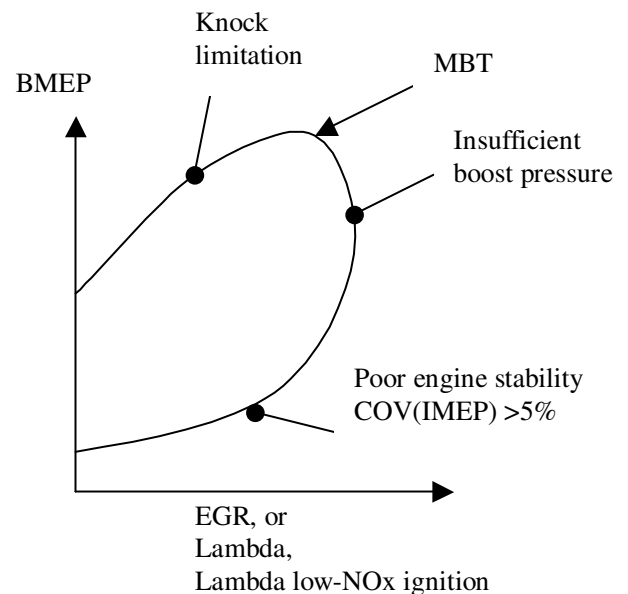 Knock
limitation
MBT
BMEP
Insufficient
boost pressure
Poor engine stability
COV(IMEP) >5%
EGR, or
Lambda,
Lambda low-NOx ignition